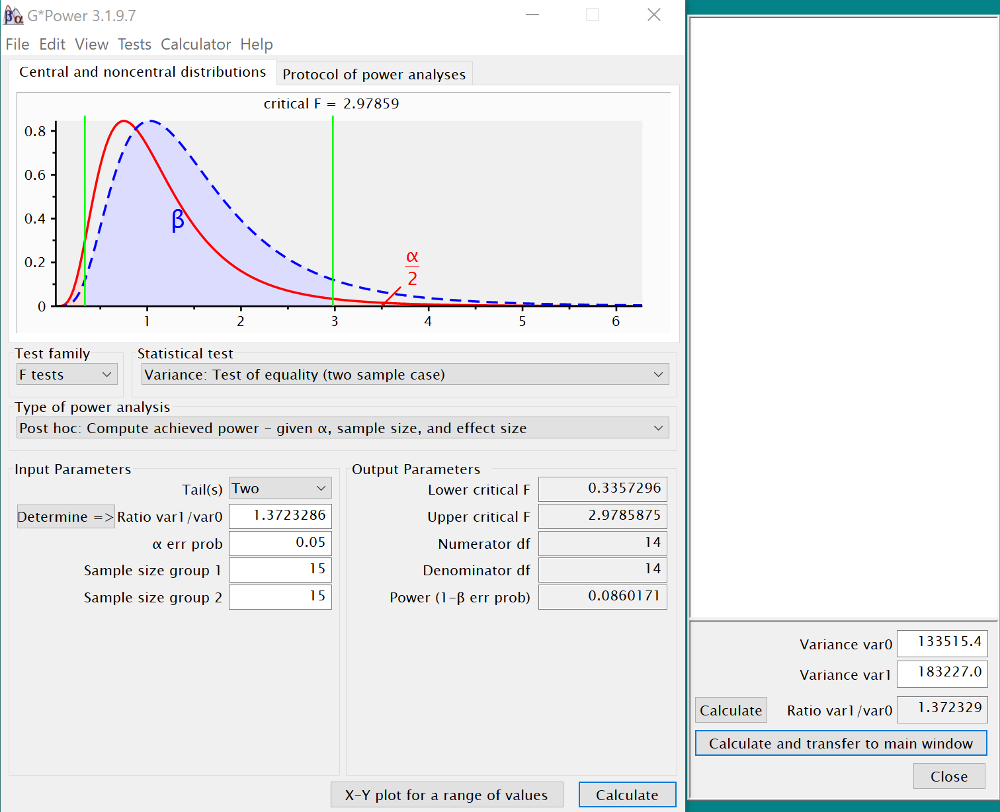 G*Power 3.1.9.7
File Edit View Tests Calculator Help
Central and noncentral distributions
Protocol of power analyses
critical F = 2.97859
0.8
0.6
0.4
0.2
0
β
α
2
1 2 3 4 5 6
Test family
Statistical test
F tests
Variance: Test of equality (two sample case)
Type of power analysis
Post hoc: Compute achieved power - given α, sample size, and effect size
Input Parameters
Tail(s) Two
Determine => Ratio var1/var0 1.3723286
α err prob 0.05
Sample size group 1 15
Sample size group 2 15
Output Parameters
Lower critical F 0.3357296
Upper critical F 2.9785875
Numerator df 14
Denominator df 14
Power (1-β err prob) 0.0860171
X-Y plot for a range of values
Calculate
Variance var0 133515.4
Variance var1 183227.0
Calculate Ratio var1/var0 1.372329
Calculate and transfer to main window
Close